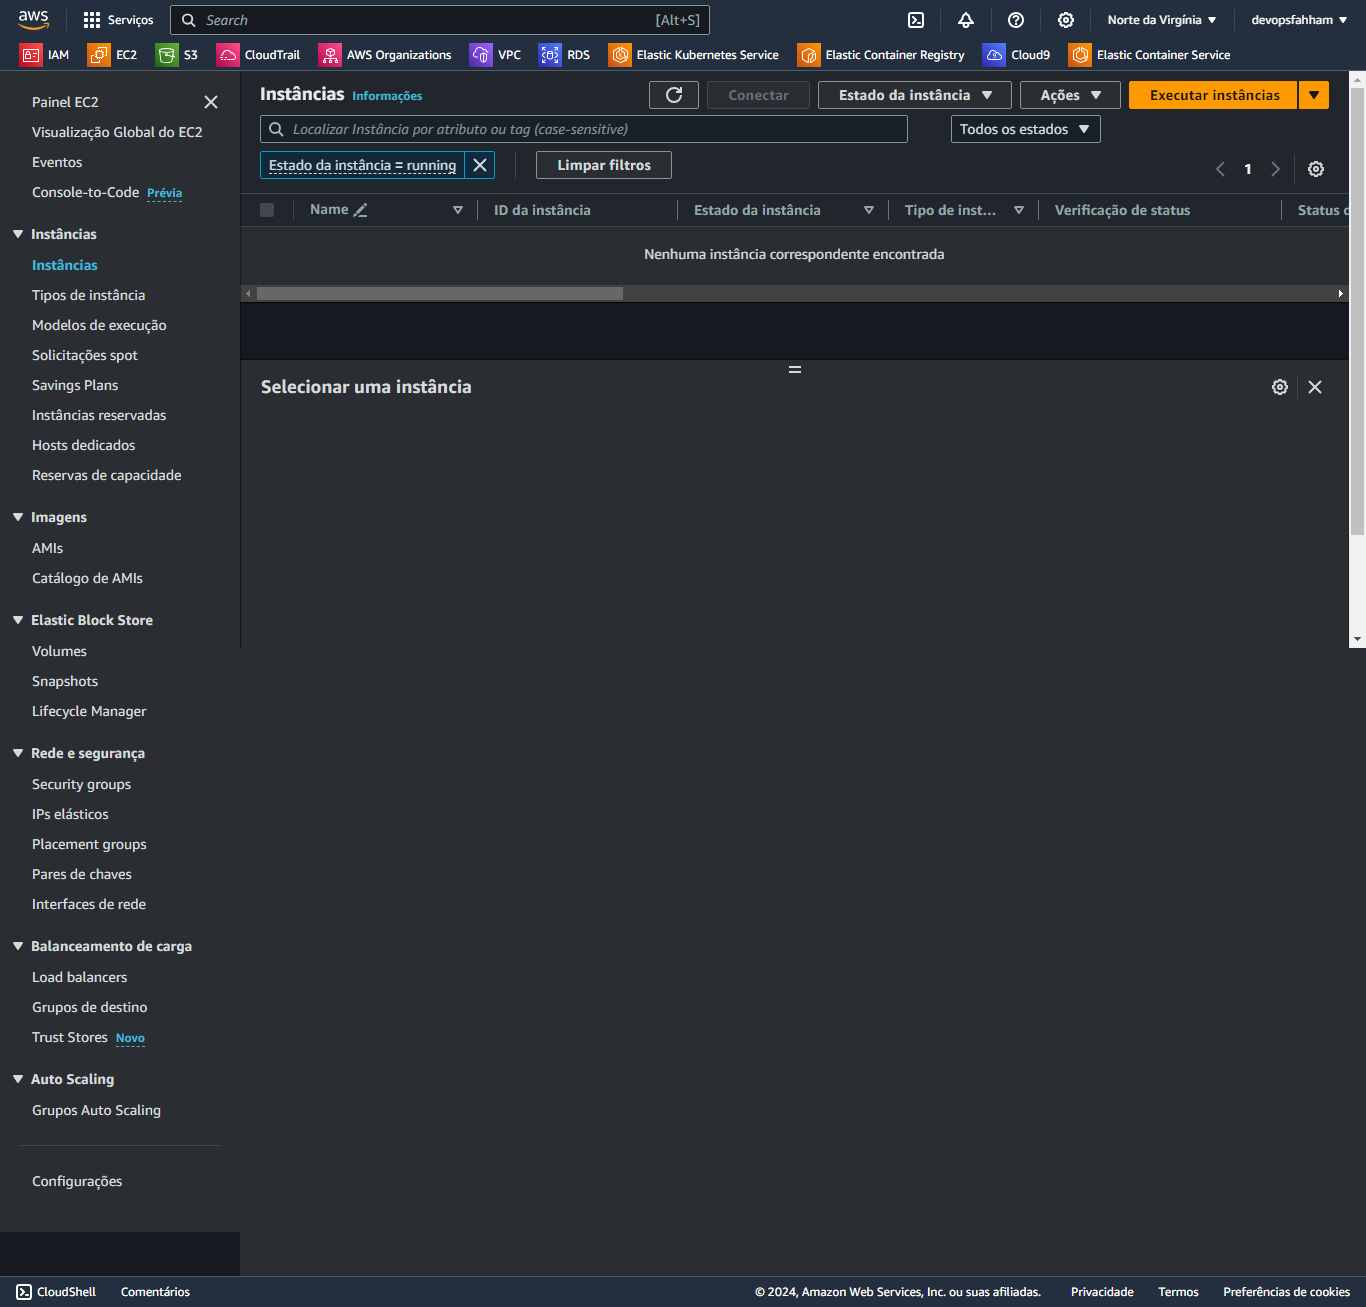 aws Serviços Search [Alt+S] Norte da Virgínia devopsfahham
IAM EC2 S3 CloudTrail AWS Organizations VPC RDS Elastic Kubernetes Service Elastic Container Registry Cloud9 Elastic Container Service
Painel EC2
Visualização Global do EC2
Eventos
Console-to-Code Prévia
Instâncias
Instâncias
Tipos de instância
Modelos de execução
Solicitações spot
Savings Plans
Instâncias reservadas
Hosts dedicados
Reservas de capacidade
Imagens
AMIs
Catálogo de AMIs
Elastic Block Store
Volumes
Snapshots
Lifecycle Manager
Rede e segurança
Security groups
IPs elásticos
Placement groups
Pares de chaves
Interfaces de rede
Balanceamento de carga
Load balancers
Grupos de destino
Trust Stores Novo
Auto Scaling
Grupos Auto Scaling
Configurações
Instâncias Informações Conectar Estado da instância Ações Executar instâncias
Localizar Instância por atributo ou tag (case-sensitive) Todos os estados
Estado da instância = running Limpar filtros 1
Name ID da instância Estado da instância Tipo de inst... Verificação de status Status d
Nenhuma instância correspondente encontrada
Selecionar uma instância
CloudShell Comentários © 2024, Amazon Web Services, Inc. ou suas afiliadas. Privacidade Termos Preferências de cookies